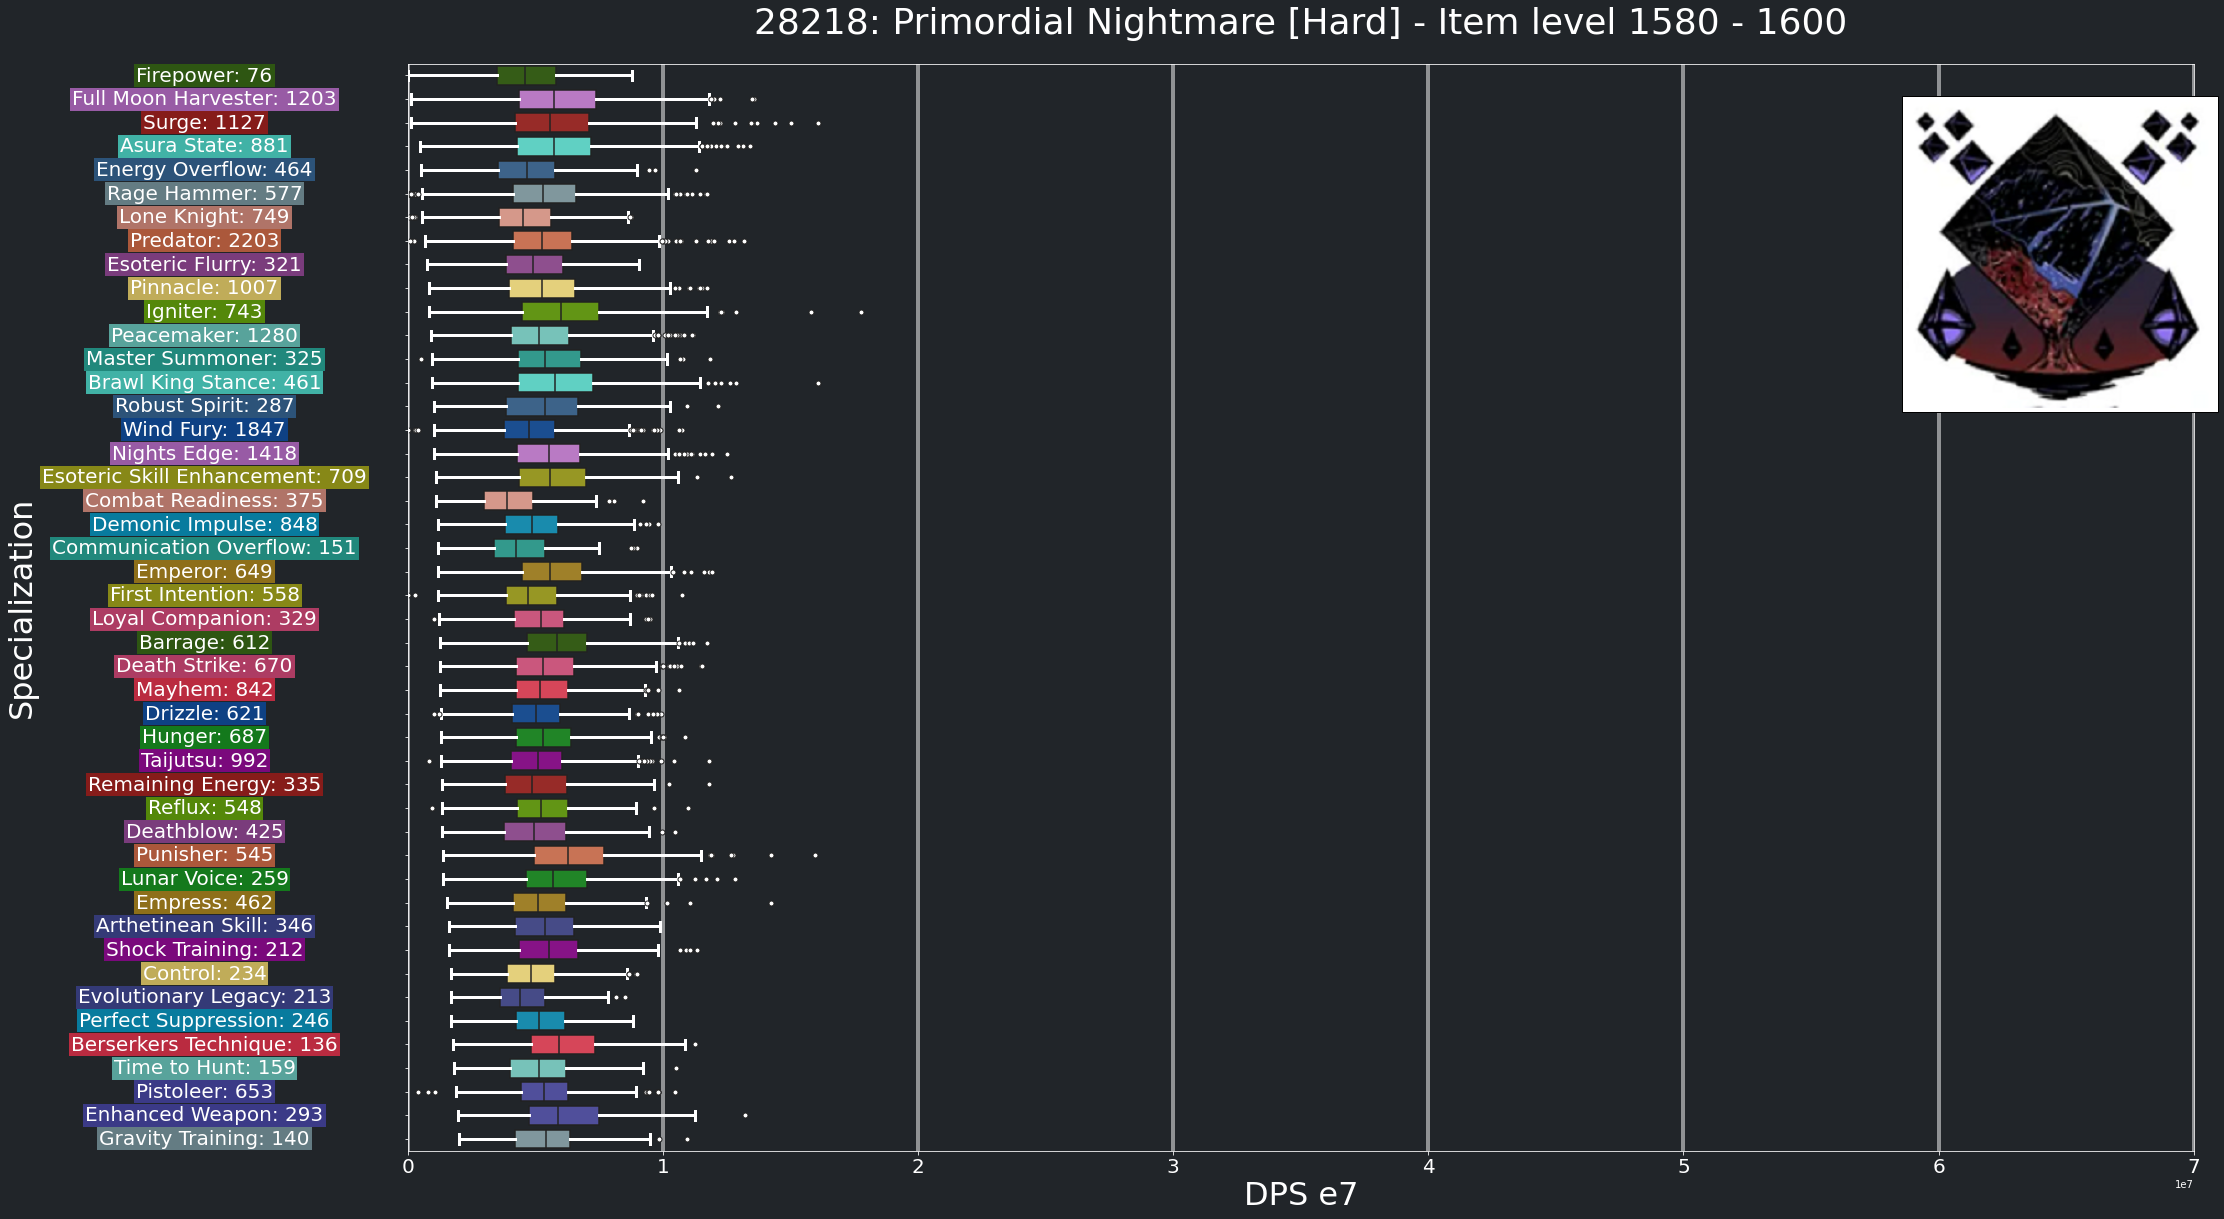 28218: Primordial Nightmare [Hard] - Item level 1580 - 1600
Specialization
Firepower: 76
Full Moon Harvester: 1203
Surge: 1127
Asura State: 881
Energy Overflow: 464
Rage Hammer: 577
Lone Knight: 749
Predator: 2203
Esoteric Flurry: 321
Pinnacle: 1007
Igniter: 743
Peacemaker: 1280
Master Summoner: 325
Brawl King Stance: 461
Robust Spirit: 287
Wind Fury: 1847
Nights Edge: 1418
Esoteric Skill Enhancement: 709
Combat Readiness: 375
Demonic Impulse: 848
Communication Overflow: 151
Emperor: 649
First Intention: 558
Loyal Companion: 329
Barrage: 612
Death Strike: 670
Mayhem: 842
Drizzle: 621
Hunger: 687
Taijutsu: 992
Remaining Energy: 335
Reflux: 548
Deathblow: 425
Punisher: 545
Lunar Voice: 259
Empress: 462
Arthetinean Skill: 346
Shock Training: 212
Control: 234
Evolutionary Legacy: 213
Perfect Suppression: 246
Berserkers Technique: 136
Time to Hunt: 159
Pistoleer: 653
Enhanced Weapon: 293
Gravity Training: 140
0 1 2 3 4 5 6 7
1e7
DPS e7